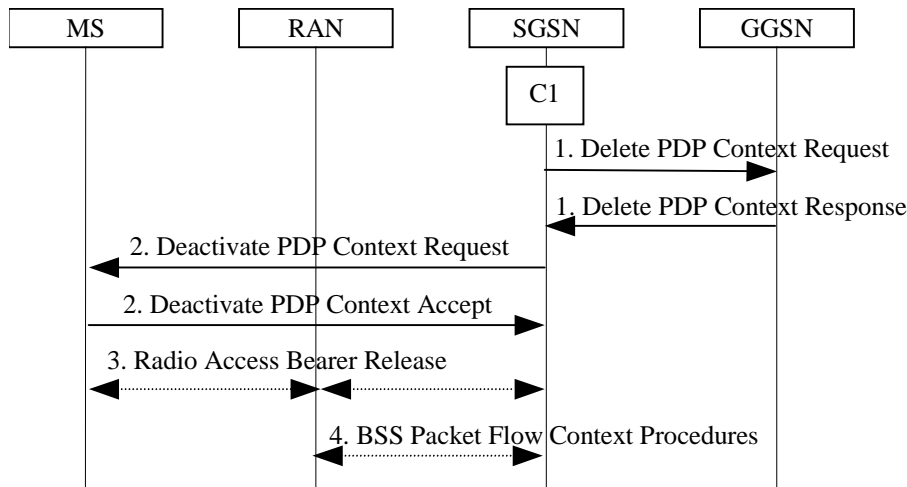 MS
RAN
SGSN
GGSN
C1
1. Delete PDP Context Request
1. Delete PDP Context Response
2. Deactivate PDP Context Request
2. Deactivate PDP Context Accept
3. Radio Access Bearer Release
4. BSS Packet Flow Context Procedures